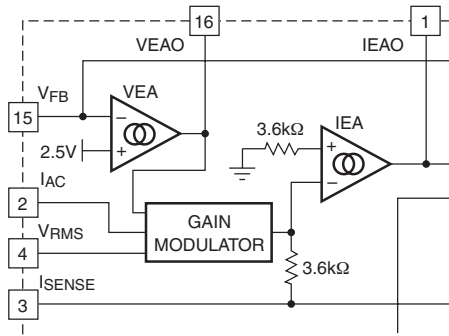 16
1
VEAO
IEAO
VFB
VEA
15
2.5V
3.6kΩ
IEA
IAC
2
VRMS
GAIN
MODULATOR
4
ISENSE
3.6kΩ
3